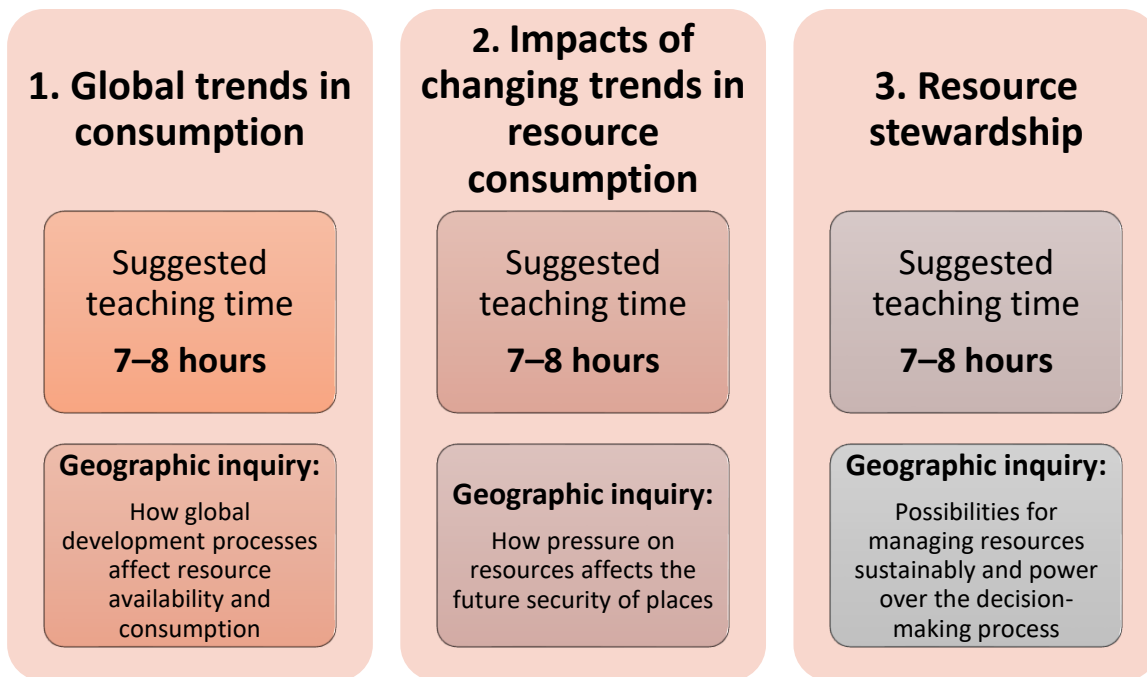 1. Global trends in
consumption
Suggested
teaching time
7–8 hours
Geographic inquiry:
How global
development processes
affect resource
availability and
consumption
2. Impacts of
changing trends in
resource
consumption
Suggested
teaching time
7–8 hours
Geographic inquiry:
How pressure on
resources affects the
future security of places
3. Resource
stewardship
Suggested
teaching time
7–8 hours
Geographic inquiry:
Possibilities for
managing resources
sustainably and power
over the decision-
making process